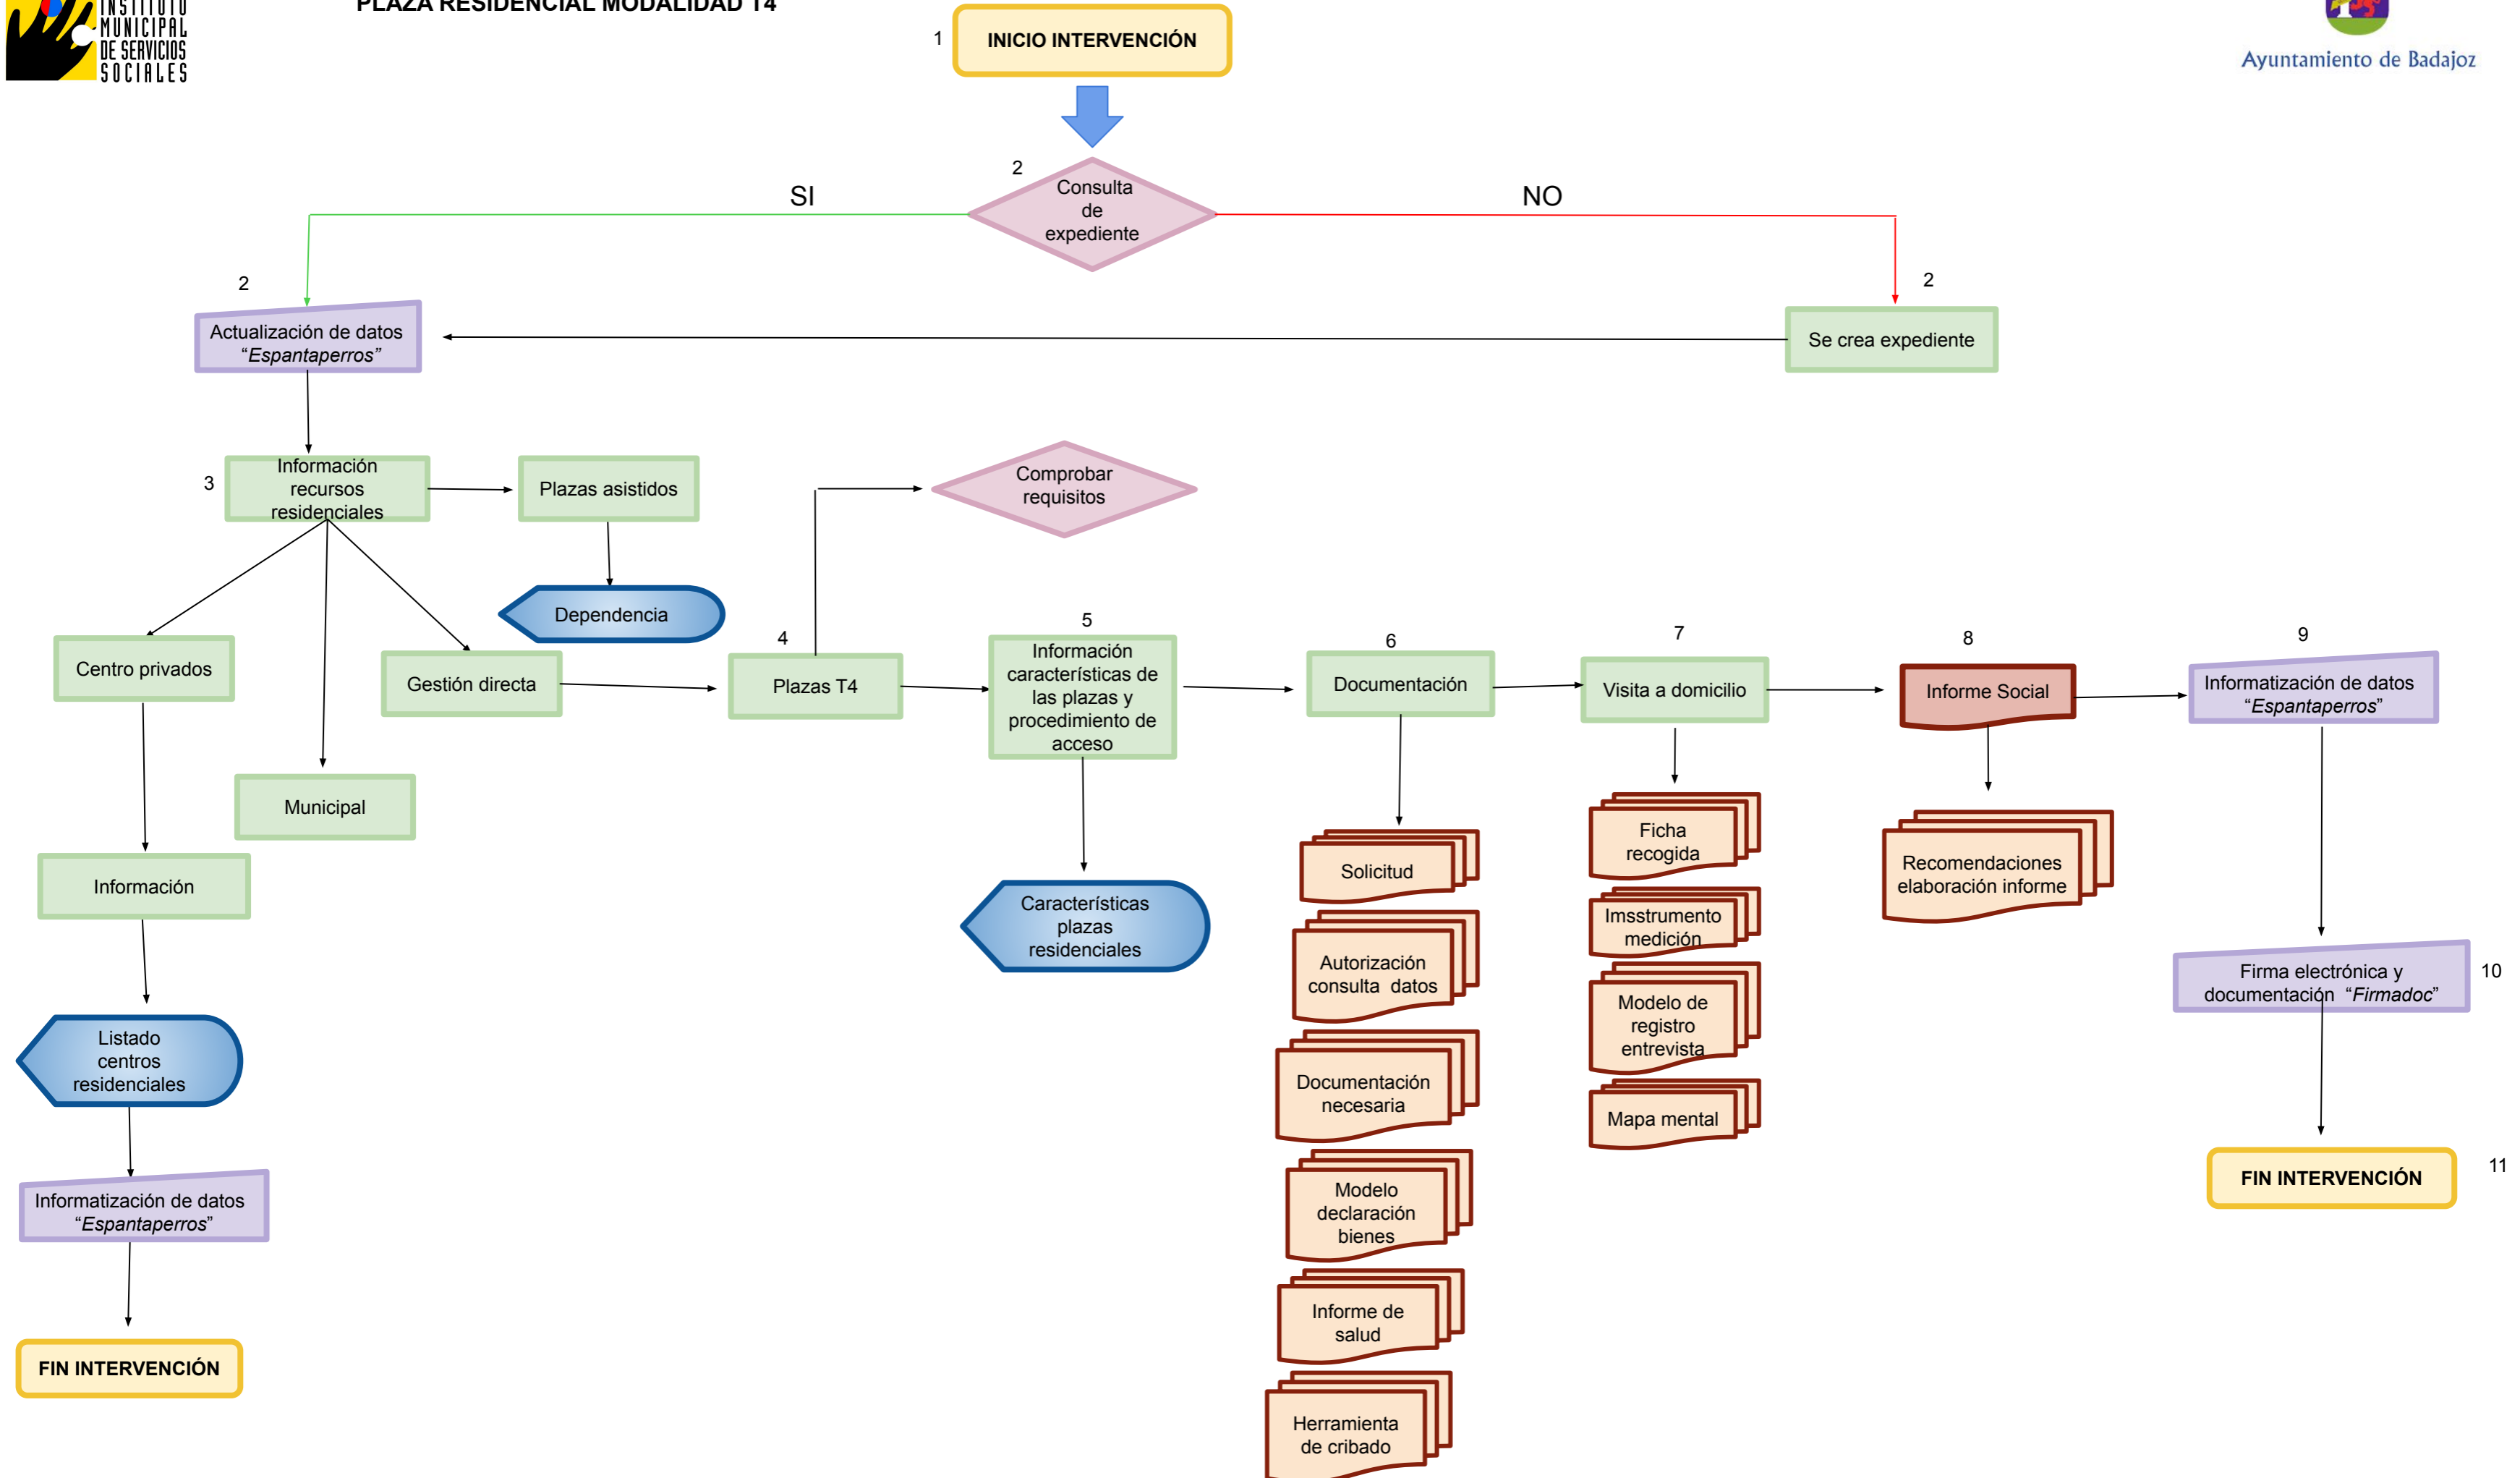 INSTITUTO
MUNICIPAL
DE SERVICIOS
SOCIALES
PLAZA RESIDENCIAL MODALIDAD T4
Ayuntamiento de Badajoz
1
INICIO INTERVENCIÓN
2
Consulta
de
expediente
SI
NO
2
Actualización de datos
“Espantaperros”
2
Se crea expediente
3
Información
recursos
residenciales
Plazas asistidos
Dependencia
Comprobar
requisitos
Centro privados
Gestión directa
Municipal
4
Plazas T4
5
Información
características de
las plazas y
procedimiento de
acceso
6
Documentación
7
Visita a domicilio
8
Informe Social
9
Informatización de datos
“Espantaperros”
Información
Listado
centros
residenciales
Informatización de datos
“Espantaperros”
FIN INTERVENCIÓN
Características
plazas
residenciales
Solicitud
Autorización
consulta datos
Documentación
necesaria
Modelo
declaración
bienes
Informe de
salud
Herramienta
de cribado
Ficha
recogida
Imsstrumento
medición
Modelo de
registro
entrevista
Mapa mental
Recomendaciones
elaboración informe
Firma electrónica y
documentación “Firmadoc”
10
FIN INTERVENCIÓN
11